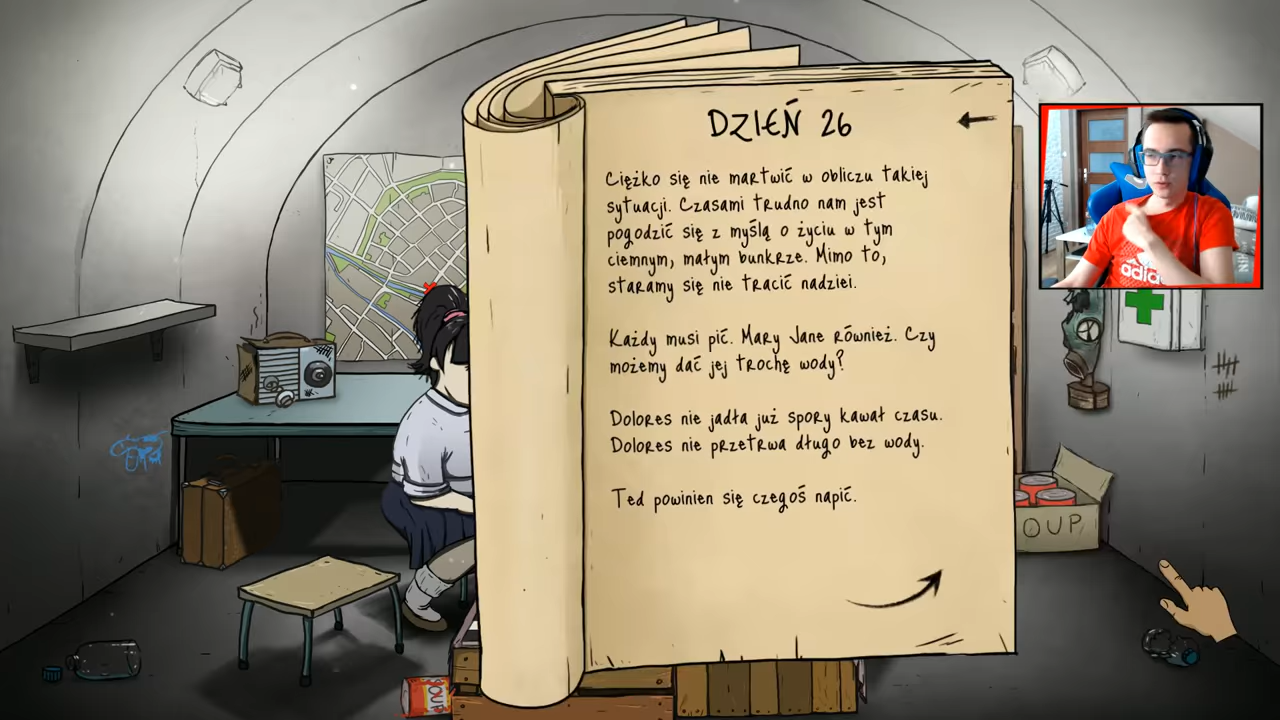 DZIEŃ 26
Ciężko się nie martwić w obliczu takiej
sytuacji. Czasami trudno nam jest
pogodzić się z myślą o życiu w tym
ciemnym, małym bunkrze. Mimo to,
staramy się nie tracić nadziei.
Każdy musi pić. Mary Jane również. Czy
możemy dać jej trochę wody?
Dolores nie jadła już spory kawał czasu.
Dolores nie przetrwa długo bez wody.
Ted powinien się czegoś napić.
adidas
OUP